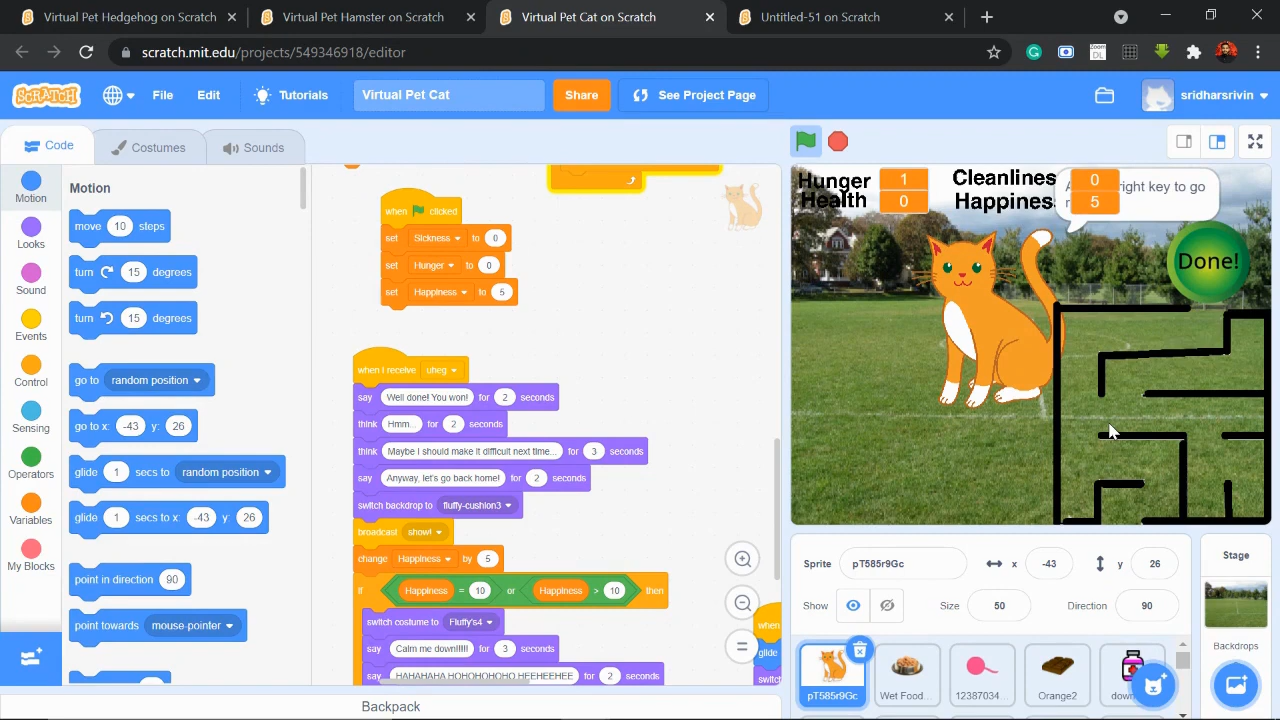 Virtual Pet Hedgehog on Scratch
Virtual Pet Hamster on Scratch
Virtual Pet Cat on Scratch
Untitled-51 on Scratch
scratch.mit.edu/projects/549346918/editor
Zoom DL
SCRATCH
File
Edit
Tutorials
Virtual Pet Cat
Share
See Project Page
sridharsrivin
Code
Costumes
Sounds
Motion
Looks
Sound
Events
Control
Sensing
Operators
Variables
My Blocks
Motion
move 10 steps
turn 15 degrees
turn 15 degrees
go to random position
go to x: -43 y: 26
glide 1 secs to random position
glide 1 secs to x: -43 y: 26
point in direction 90
point towards mouse-pointer
when clicked
set Sickness to 0
set Hunger to 0
set Happiness to 5
when I receive uheg
say Well done! You won! for 2 seconds
think Hmm... for 2 seconds
think Maybe I should make it difficult next time... for 3 seconds
say Anyway, let's go back home! for 2 seconds
switch backdrop to fluffy-cushion3
broadcast show!
change Happiness by 5
if Happiness = 10 or Happiness > 10 then
switch costume to Fluffy's4
say Calm me down!!!!!! for 3 seconds
say HAHAHAHA HOHOHOHOHO HEEHEEHEE for 2 seconds
when
glide
switch
Hunger 1
Health 0
Cleanlines 0
Happines 5
right key to go
Done!
Sprite pT585r9Gc x -43 y 26
Show Size 50 Direction 90
pT585r9Gc
Wet Food...
12387034...
Orange2
dow
Stage
Backdrops
Backpack